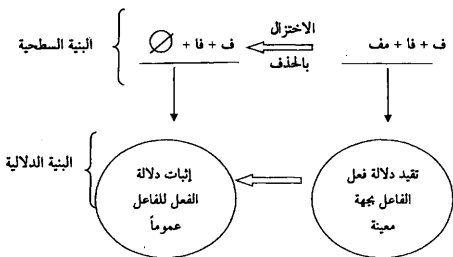 ف + فا + مف
الاختزال
بالحذف
ف + فا + ∅
البنية السطحية
تقيد دلالة فعل
الفاعل بجهة
معينة
إثبات دلالة
الفعل للفاعل
عموماً
البنية الدلالية